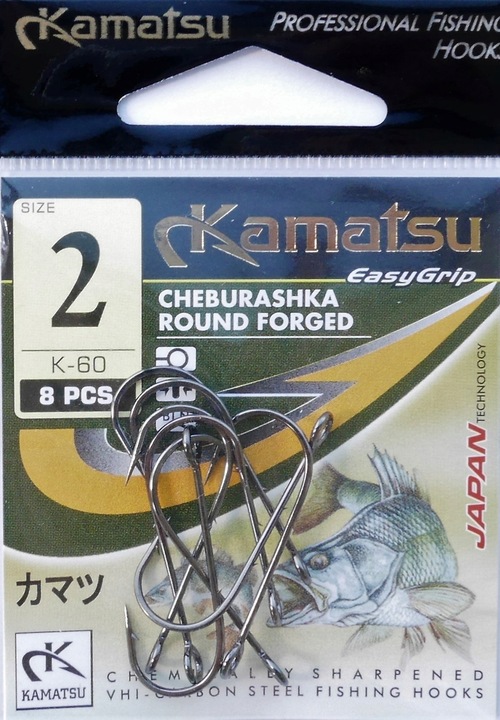 Kamatsu
PROFESSIONAL FISHING
HOOKS
SIZE
2
K-60
8 PCS
Kamatsu
EasyGrip
CHEBURASHKA
ROUND FORGED
JAPAN TECHNOLOGY
カマツ
KAMATSU
CHEMICALLY SHARPENED
VHI-CARBON STEEL FISHING HOOKS